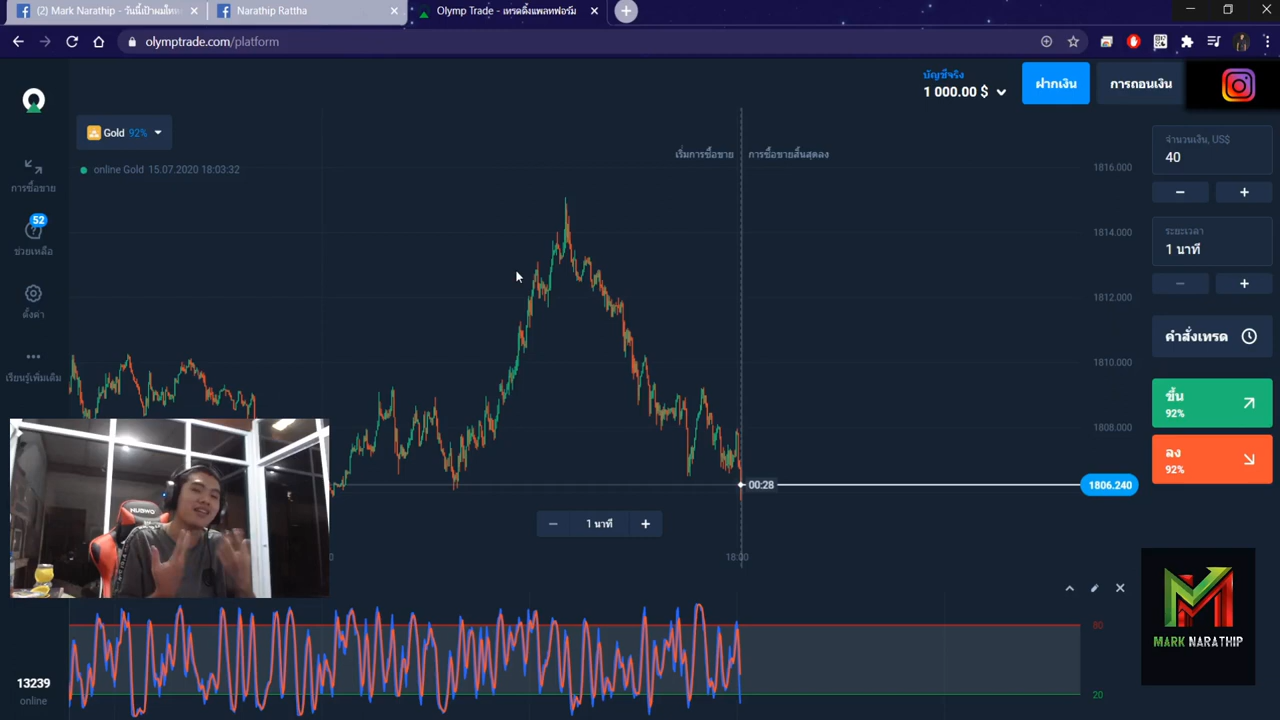 (2) Mark Narathip - วันนี้เป้าผมก็แค่
Narathip Rattha
Olymp Trade - เทรดดิ้งแพลทฟอร์ม
olymptrade.com/platform
บัญชีจริง
1 000.00 $
ฝากเงิน
การถอนเงิน
Gold 92%
online Gold 15.07.2020 18:03:32
เริ่มการซื้อขาย
การซื้อขายสิ้นสุดลง
การซื้อขาย
52
ช่วยเหลือ
ตั้งค่า
เรียนรู้เพิ่มเติม
1816.000
1814.000
1812.000
1810.000
1808.000
1806.240
จำนวนเงิน, US$
40
ระยะเวลา
1 นาที
คำสั่งเทรด
ขึ้น
92%
ลง
92%
00:28
1 นาที
18:00
HUAWO
80
20
MARK NARATHIP
13239
online